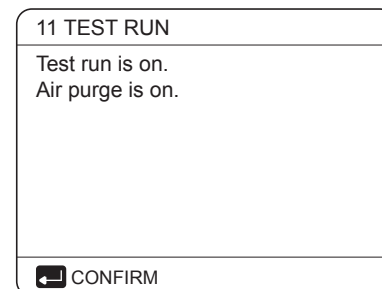 11 TEST RUN
Test run is on.
Air purge is on.
CONFIRM